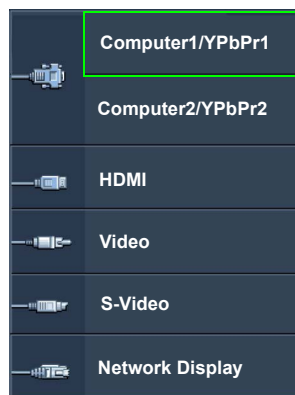 Computer1/YPbPr1
Computer2/YPbPr2
HDMI
Video
S-Video
Network Display